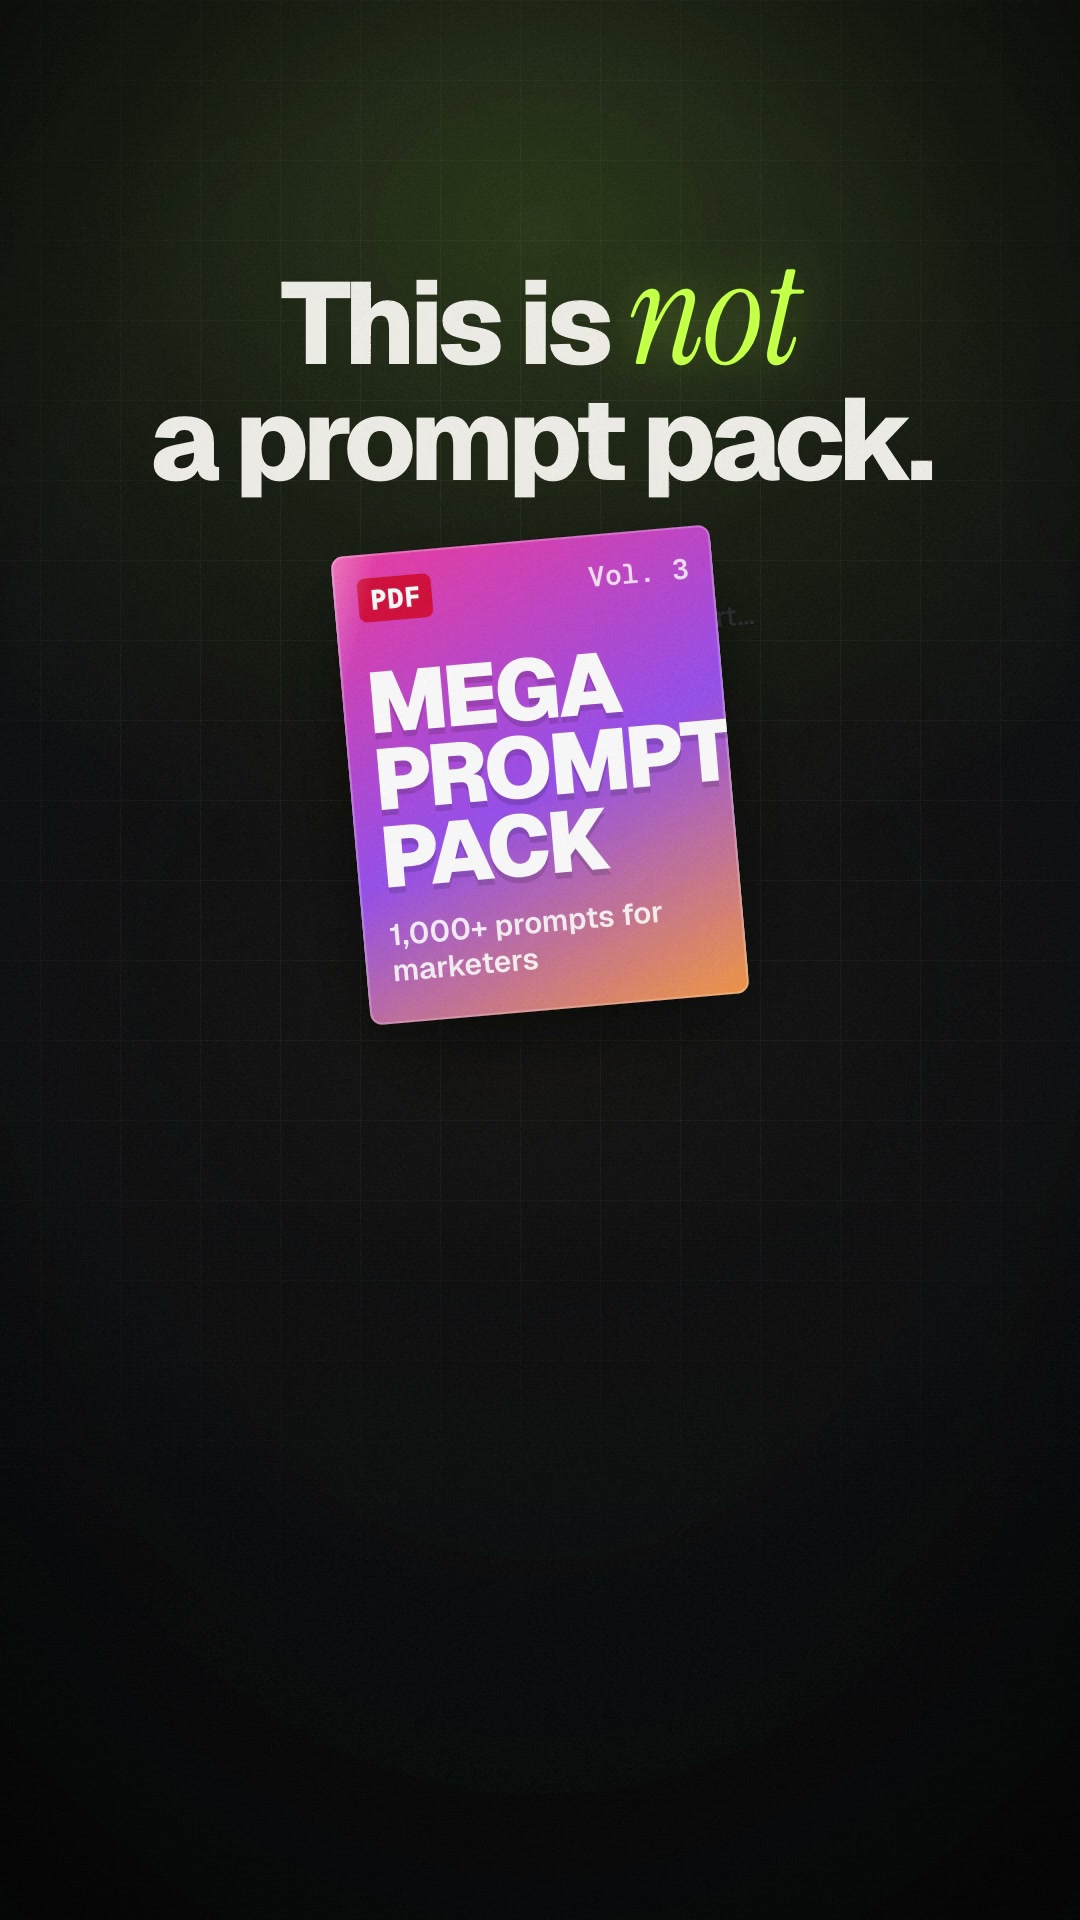 This is not
a prompt pack.
PDF
Vol. 3
MEGA
PROMPT
PACK
1,000+ prompts for
marketers